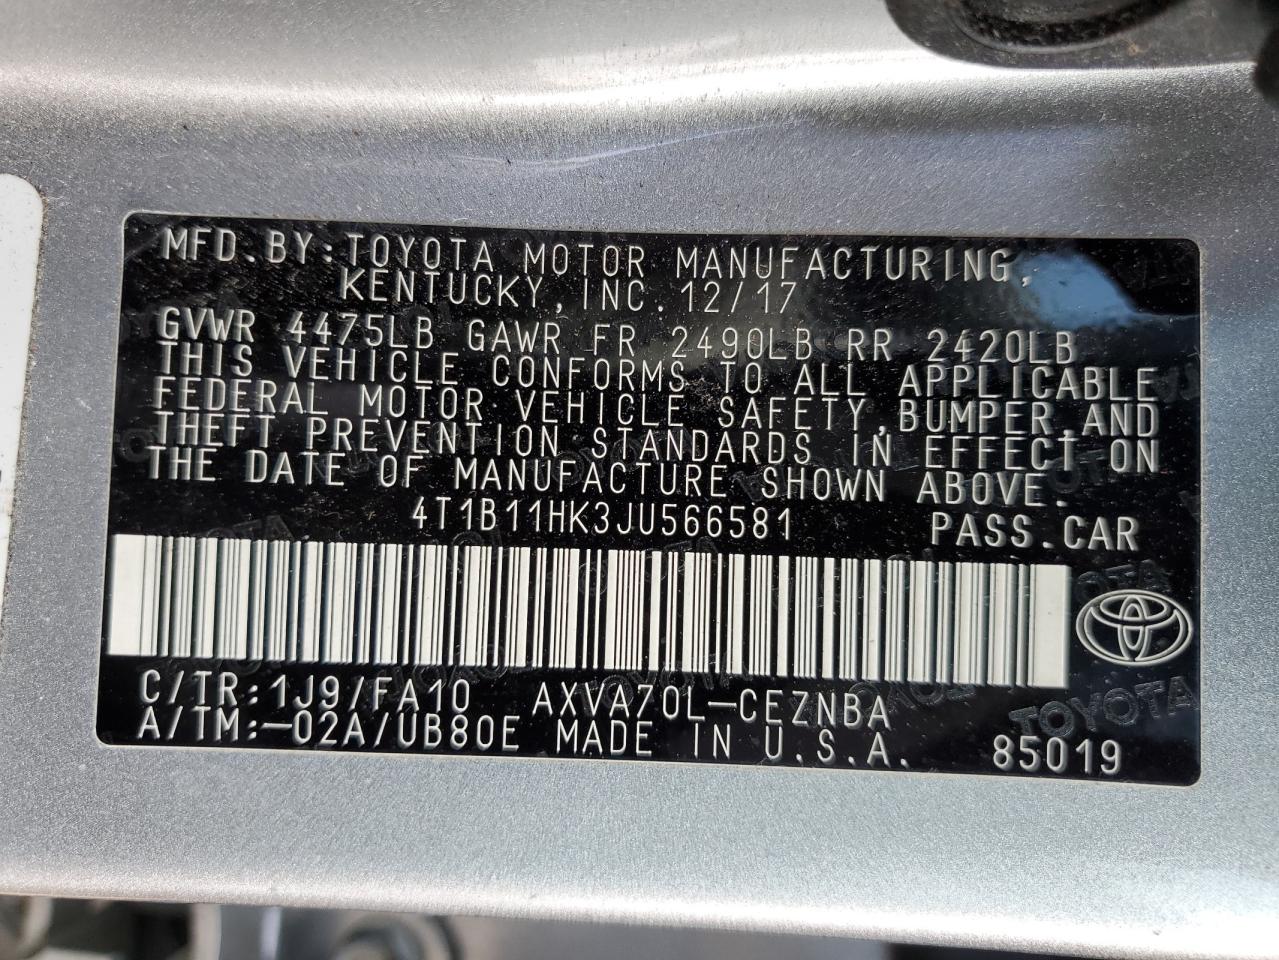 MFD.BY:TOYOTA MOTOR MANUFACTURING,
KENTUCKY,INC. 12/17
GVWR 4475LB GAWR FR 2490LB RR 2420LB
THIS VEHICLE CONFORMS TO ALL APPLICABLE
FEDERAL MOTOR VEHICLE SAFETY,BUMPER,AND
THEFT PREVENTION STANDARDS IN EFFECT ON
THE DATE OF MANUFACTURE SHOWN ABOVE.
4T1B11HK3JU566581 PASS.CAR
C/TR:1J9/FA10 AXVA70L-CEZNBA
A/TM:-02A/UB80E MADE IN U.S.A. 85019
TOYOTA